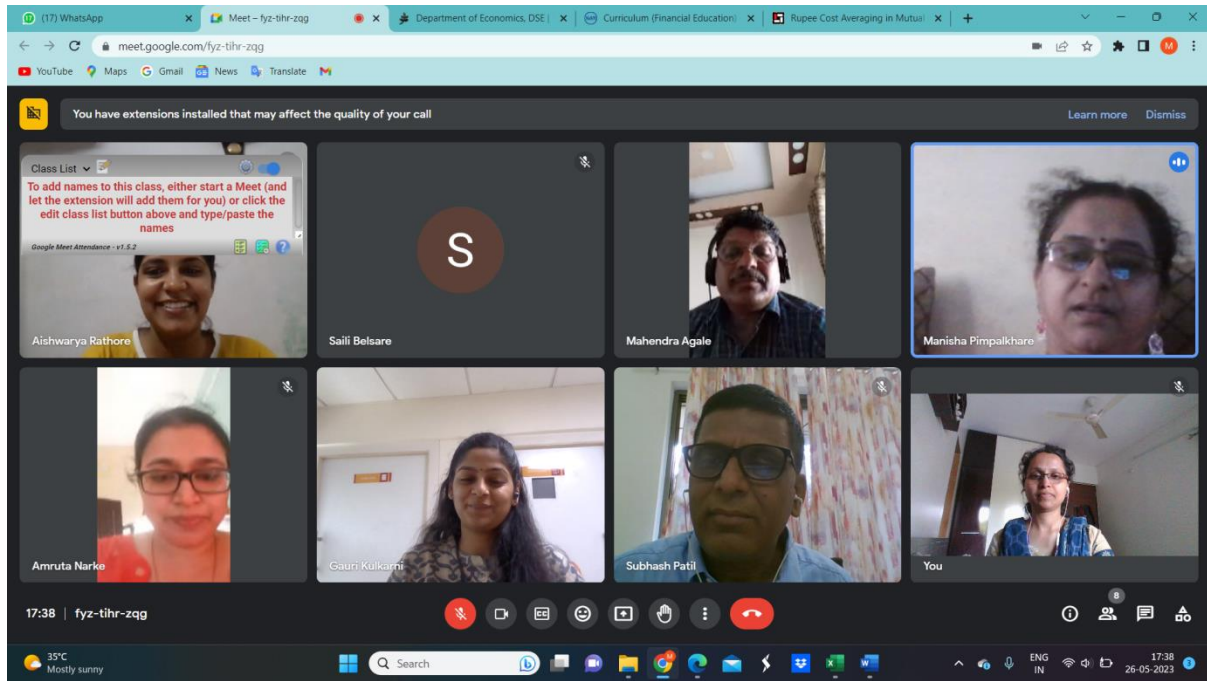 (17) WhatsApp
Meet – fyz-tihr-zqg
Department of Economics, DSE |
Curriculum (Financial Education)
Rupee Cost Averaging in Mutual
meet.google.com/fyz-tihr-zqg
M
YouTube
Maps
Gmail
News
Translate
You have extensions installed that may affect the quality of your call
Learn more
Dismiss
Class List
To add names to this class, either start a Meet (and
let the extension will add them for you) or click the
edit class list button above and type/paste the
names
Google Meet Attendance - v1.5.2
Aishwarya Rathore
S
Saili Belsare
Mahendra Agale
Manisha Pimpalkhare
Amruta Narke
Gauri Kulkarni
Subhash Patil
You
17:38 | fyz-tihr-zqg
8
35°C
Mostly sunny
Search
ENG
IN
17:38
26-05-2023